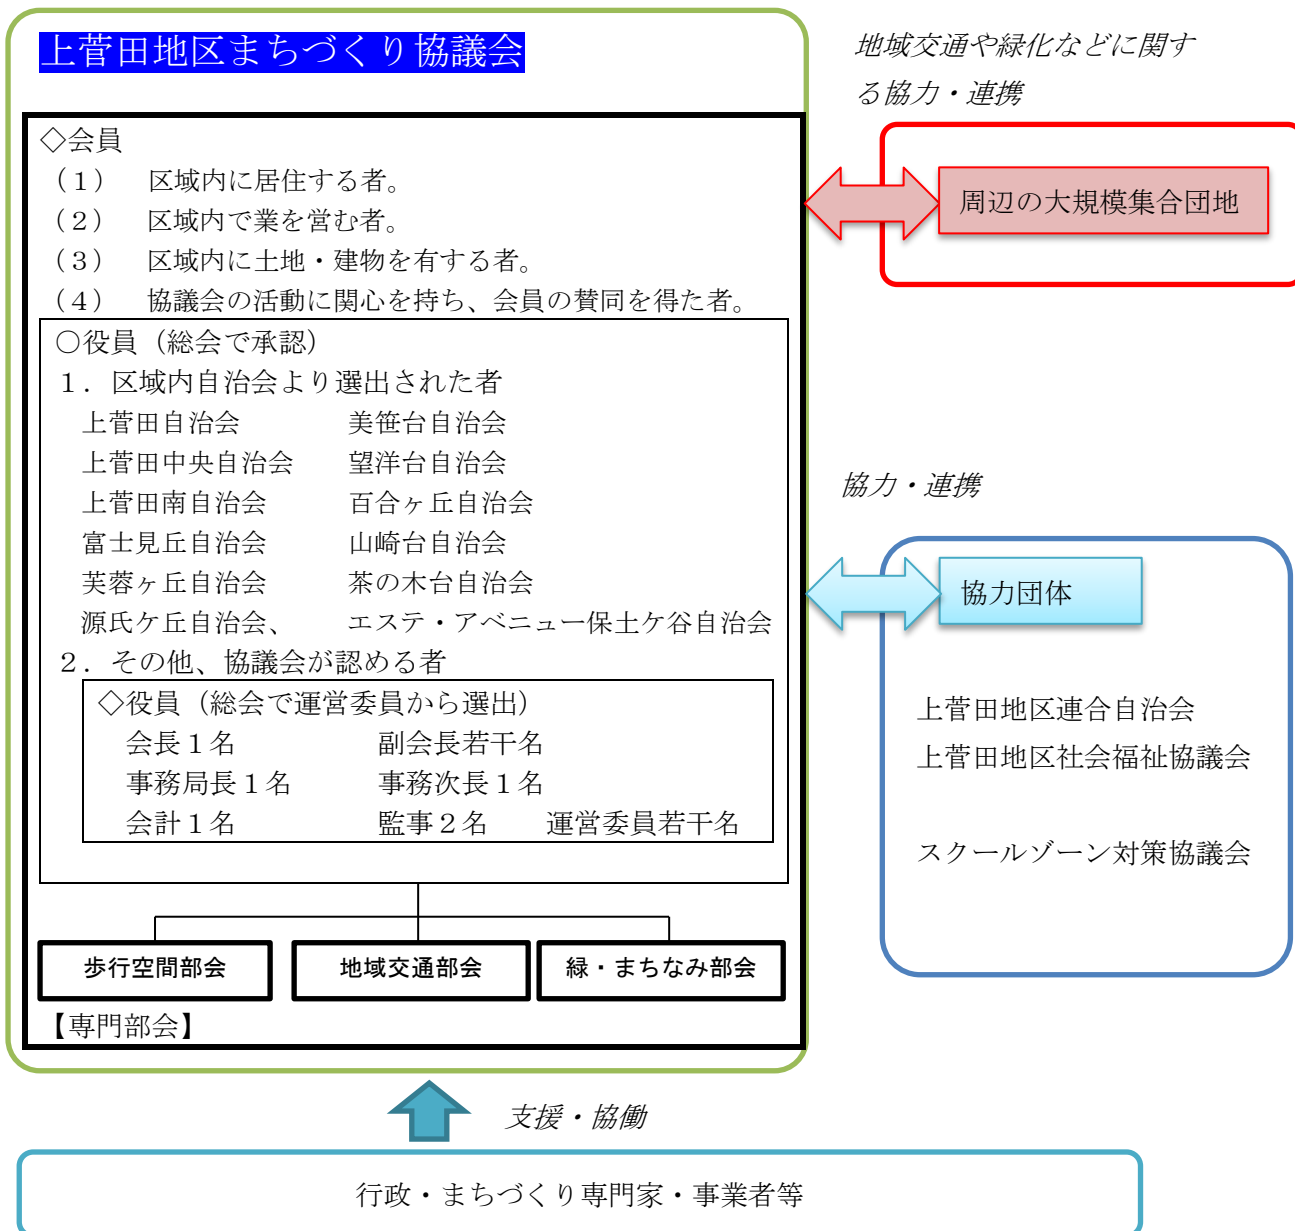 上菅田地区まちづくり協議会
◇会員
（１）　区域内に居住する者。
（２）　区域内で業を営む者。
（３）　区域内に土地・建物を有する者。
（４）　協議会の活動に関心を持ち、会員の賛同を得た者。
○役員（総会で承認）
１．区域内自治会より選出された者
上菅田自治会　美笹台自治会
上菅田中央自治会　望洋台自治会
上菅田南自治会　百合ヶ丘自治会
富士見丘自治会　山崎台自治会
芙蓉ヶ丘自治会　茶の木台自治会
源氏ケ丘自治会、　エステ・アベニュー保土ケ谷自治会
２．その他、協議会が認める者
◇役員（総会で運営委員から選出）
会長１名　副会長若干名
事務局長１名　事務次長１名
会計１名　監事２名　運営委員若干名
歩行空間部会　地域交通部会　緑・まちなみ部会
【専門部会】
地域交通や緑化などに関す
る協力・連携
周辺の大規模集合団地
協力・連携
協力団体
上菅田地区連合自治会
上菅田地区社会福祉協議会
スクールゾーン対策協議会
支援・協働
行政・まちづくり専門家・事業者等